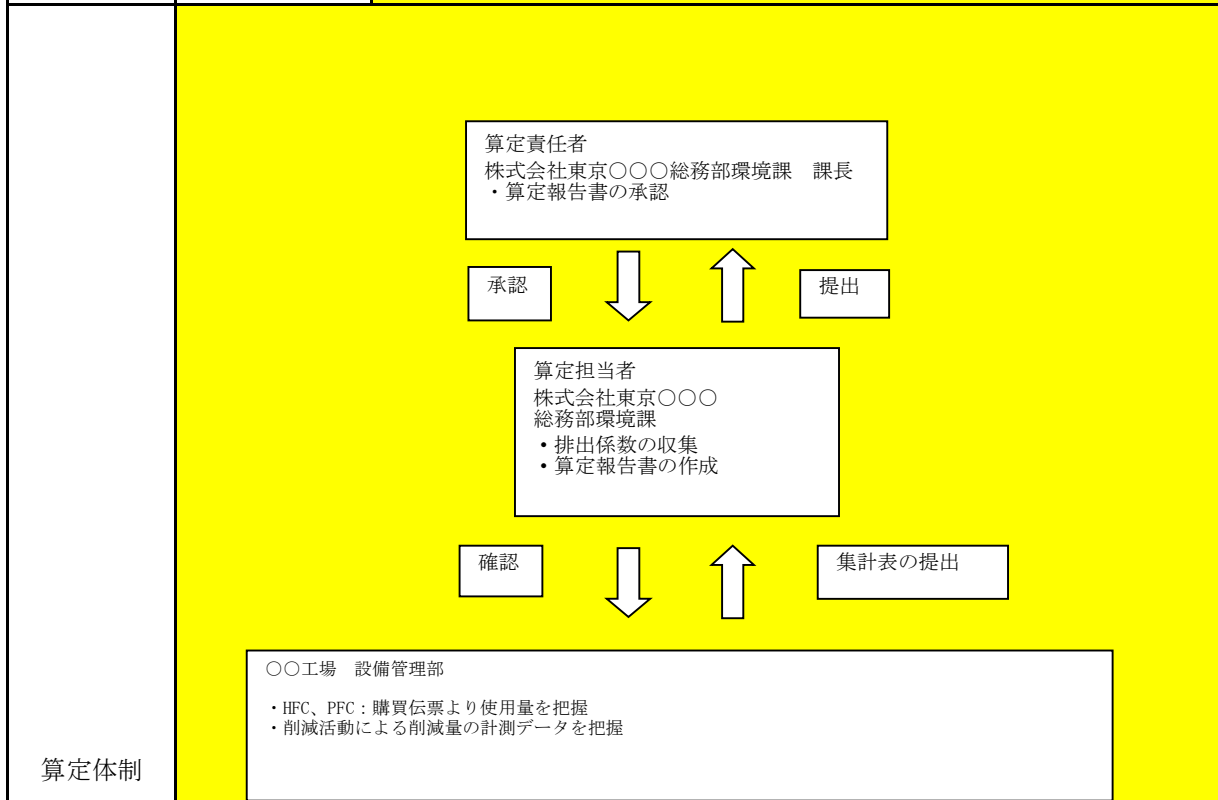 算定責任者
株式会社東京○○○総務部環境課　課長
・算定報告書の承認
承認
提出
算定担当者
株式会社東京○○○
総務部環境課
・排出係数の収集
・算定報告書の作成
確認
集計表の提出
○○工場　設備管理部
・HFC、PFC：購買伝票より使用量を把握
・削減活動による削減量の計測データを把握
算定体制